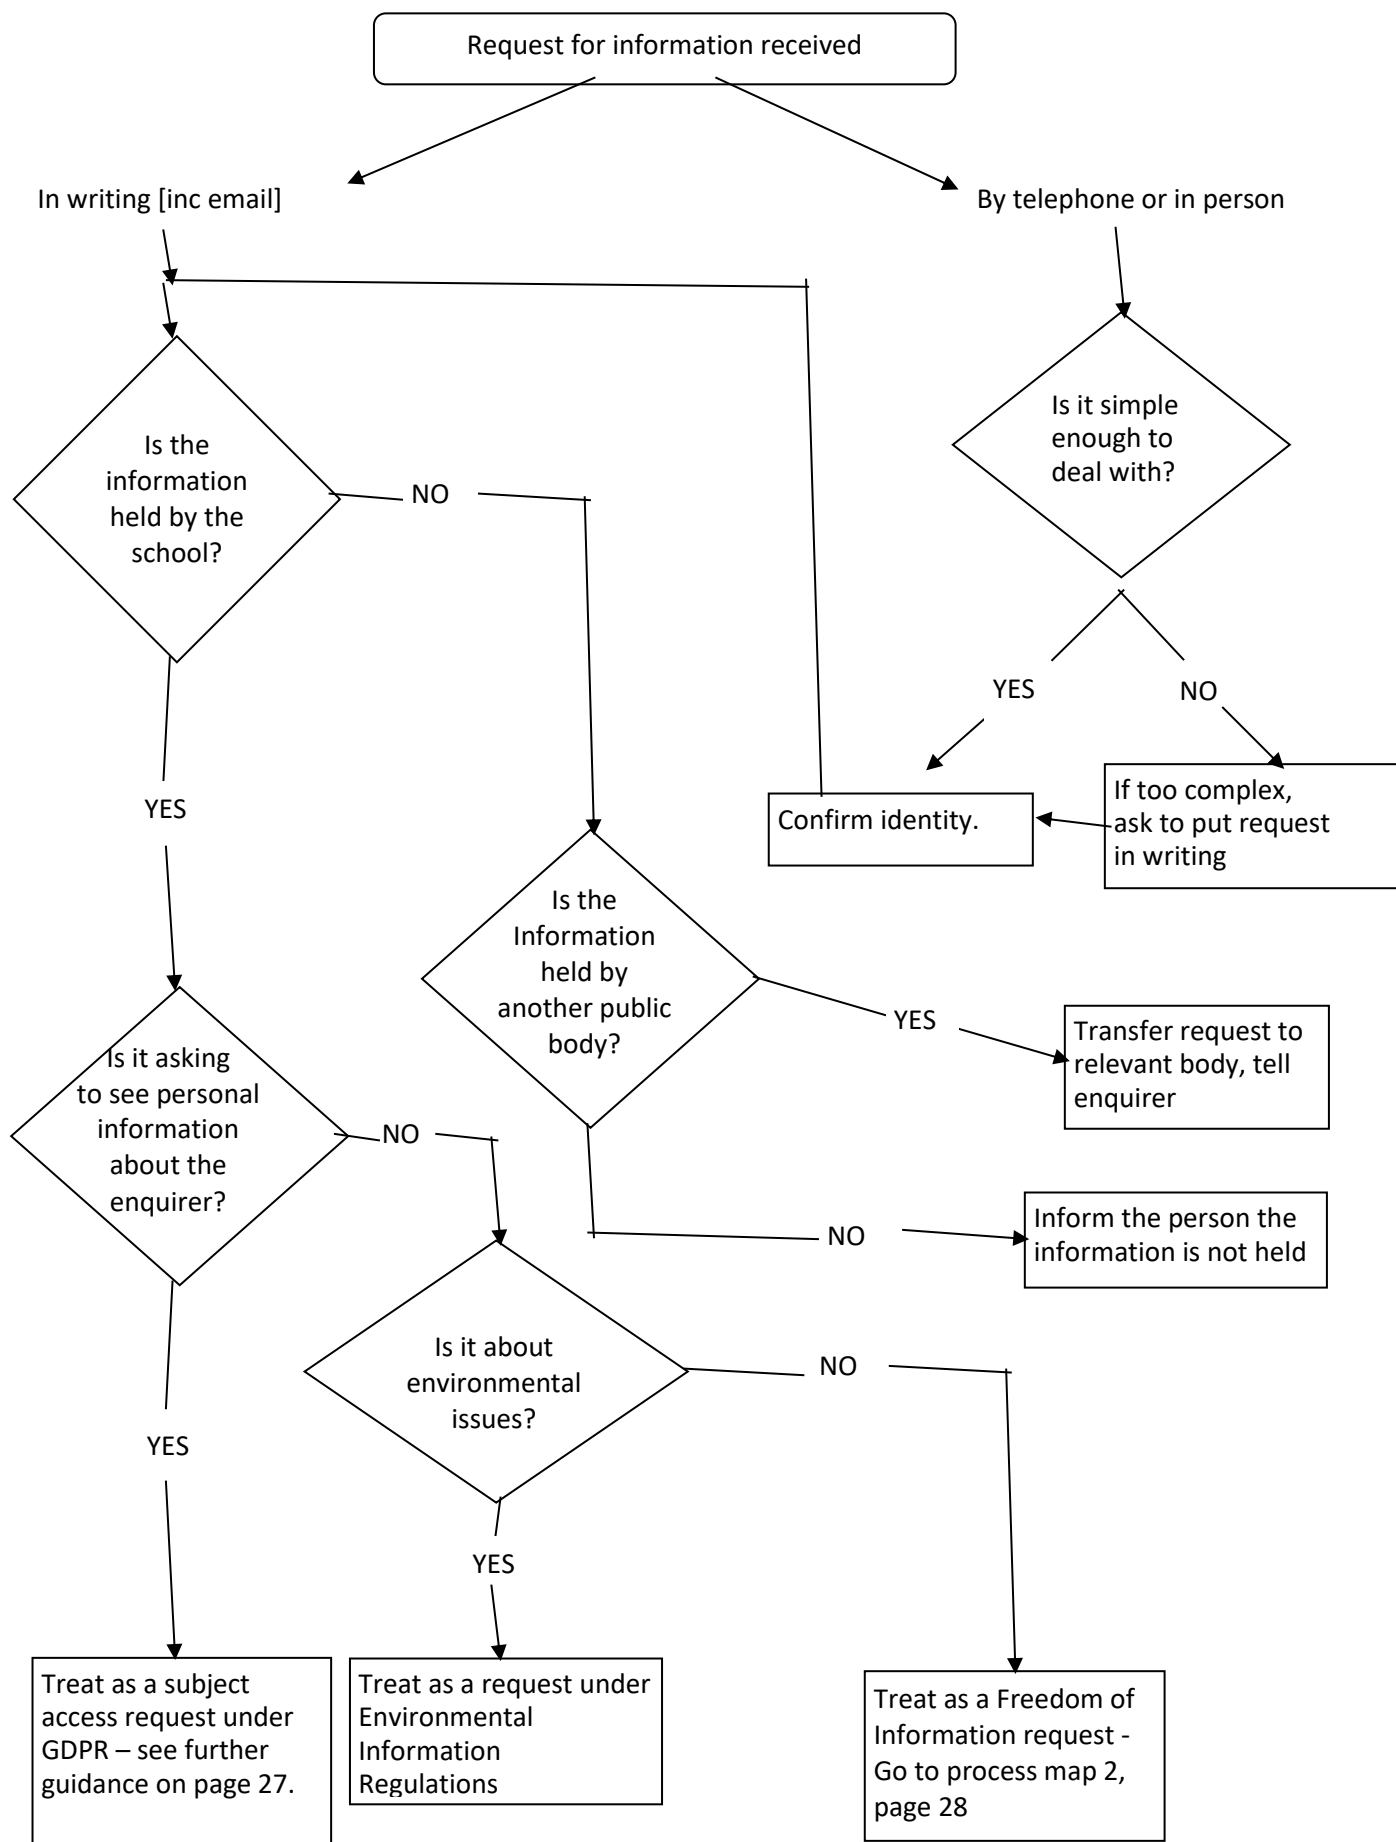 Request for information received
In writing [inc email]
By telephone or in person
Is it simple
enough to
deal with?
Is the
information
held by the
school?
NO
YES
NO
YES
If too complex,
ask to put request
in writing
Confirm identity.
Is the
Information
held by
another public
body?
YES
Transfer request to
relevant body, tell
enquirer
Is it asking
to see personal
information
about the
enquirer?
NO
NO
Inform the person the
information is not held
Is it about
environmental
issues?
NO
YES
YES
Treat as a subject
access request under
GDPR – see further
guidance on page 27.
Treat as a request under
Environmental
Information
Regulations
Treat as a Freedom of
Information request -
Go to process map 2,
page 28